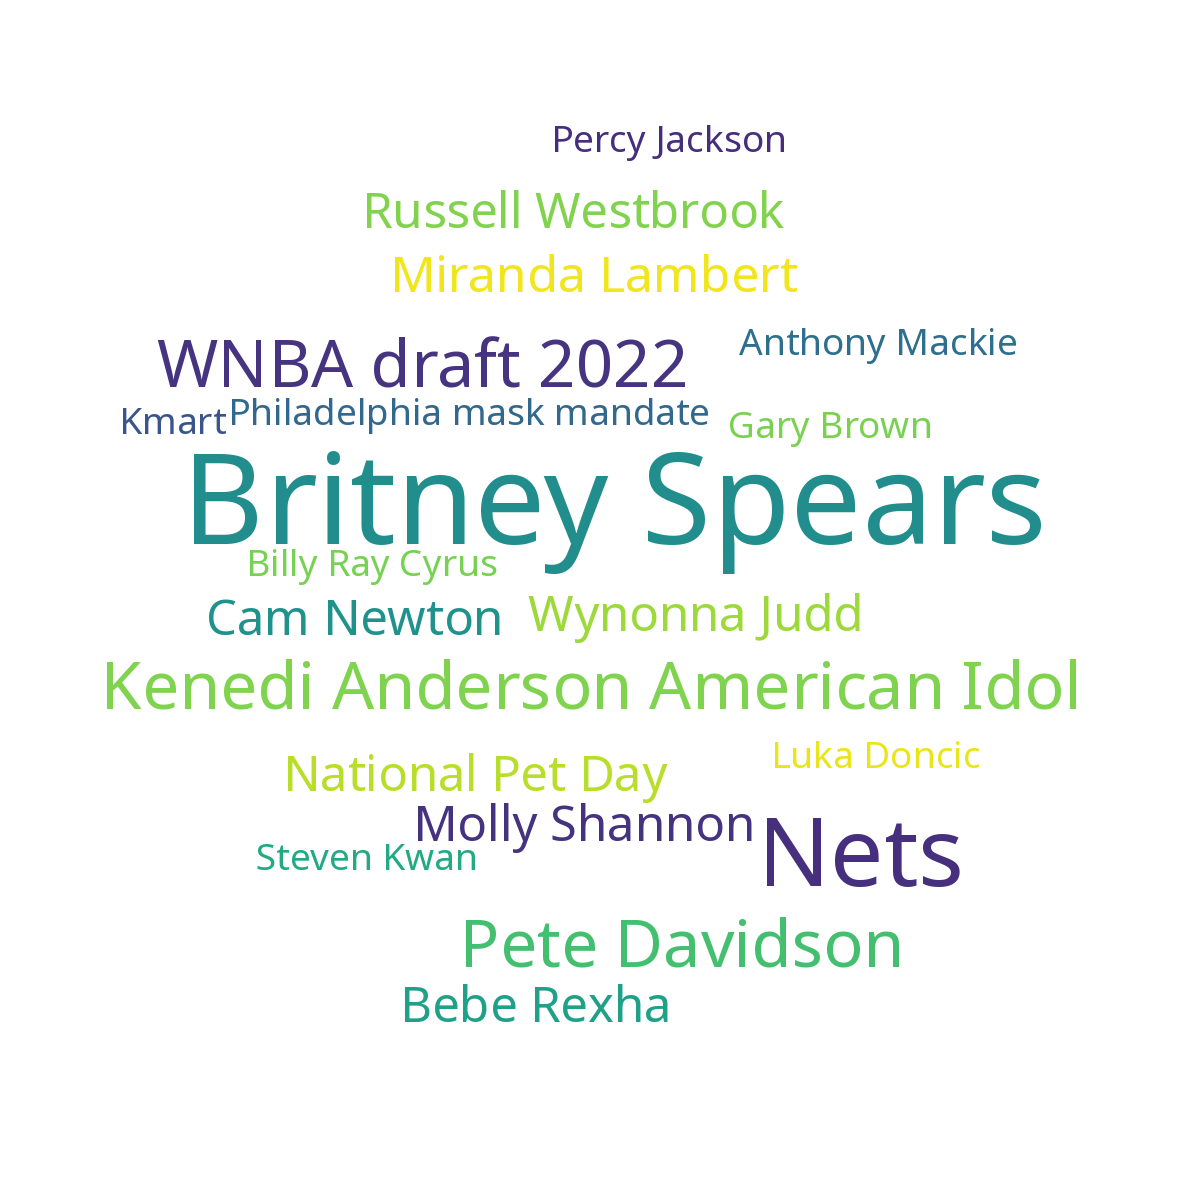 Percy Jackson
Russell Westbrook
Miranda Lambert
WNBA draft 2022
Anthony Mackie
Kmart
Philadelphia mask mandate
Gary Brown
Britney Spears
Billy Ray Cyrus
Cam Newton
Wynonna Judd
Kenedi Anderson American Idol
National Pet Day
Luka Doncic
Molly Shannon
Nets
Steven Kwan
Pete Davidson
Bebe Rexha